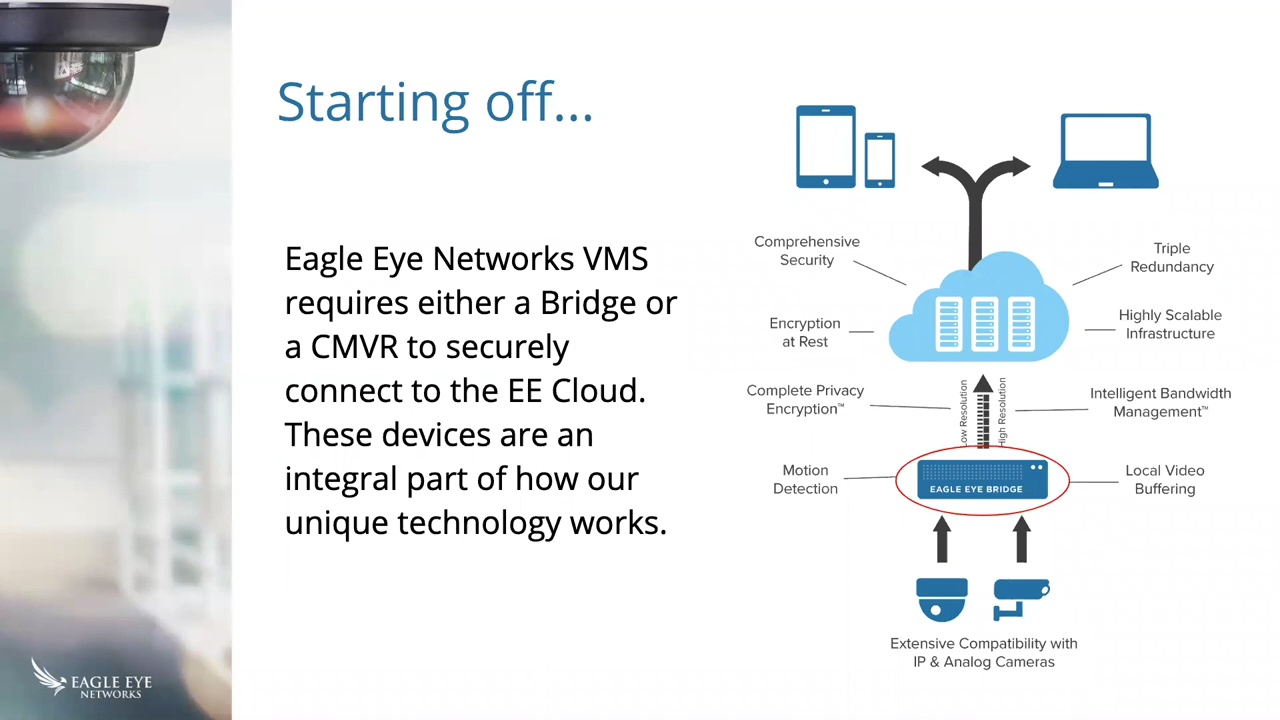 Starting off...
Eagle Eye Networks VMS
requires either a Bridge or
a CMVR to securely
connect to the EE Cloud.
These devices are an
integral part of how our
unique technology works.
Comprehensive
Security
Triple
Redundancy
Encryption
at Rest
Highly Scalable
Infrastructure
Complete Privacy
Encryption™
Low Resolution
High Resolution
Intelligent Bandwidth
Management™
Motion
Detection
EAGLE EYE BRIDGE
Local Video
Buffering
Extensive Compatibility with
IP & Analog Cameras
EAGLE EYE
NETWORKS